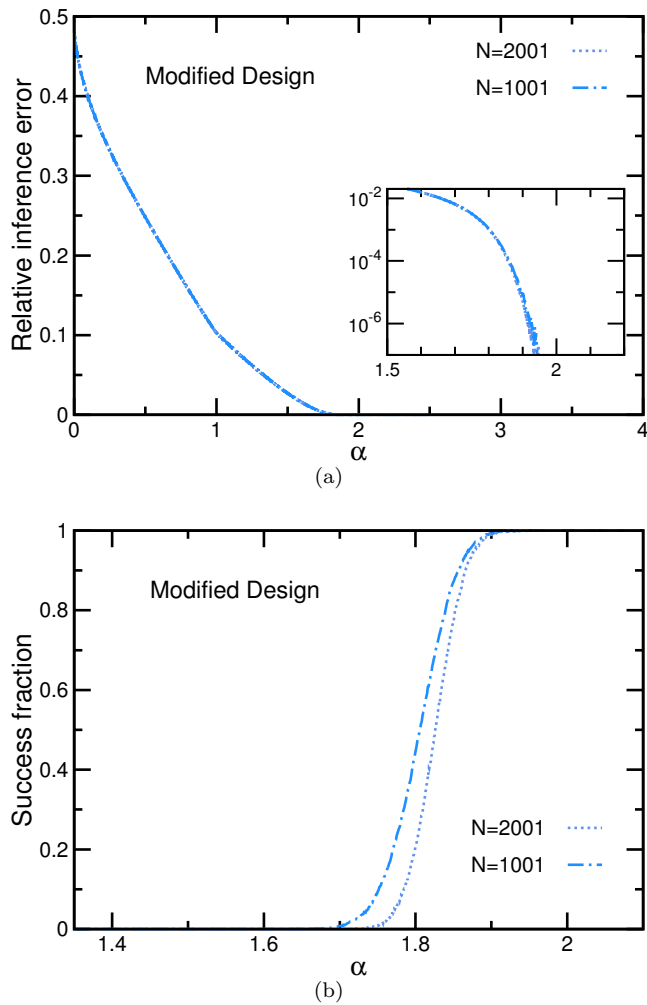 0.5
N=2001
Modified Design
N=1001
0.4
0.3
Relative inference error
10-2
0.2
10-4
0.1
10-6
1.5 2
0
0 1 2 3 4
α
(a)
1
Modified Design
0.8
0.6
Success fraction
0.4
N=2001
0.2
N=1001
0
1.4 1.6 1.8 2
α
(b)